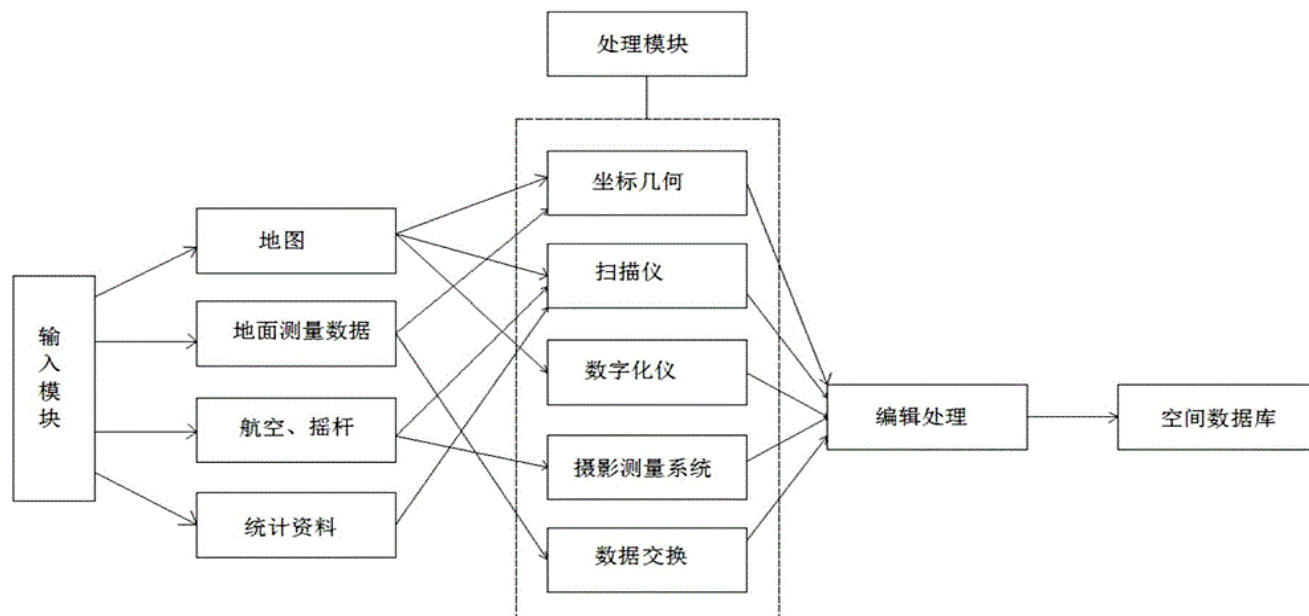 处理模块
输入模块
地图
地面测量数据
航空、摇杆
统计资料
坐标几何
扫描仪
数字化仪
摄影测量系统
数据交换
编辑处理
空间数据库